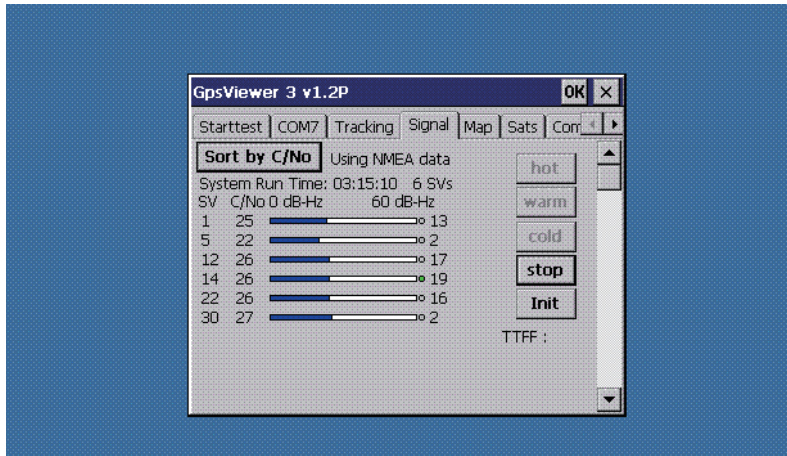 GpsViewer 3 v1.2P OK ×
Starttest COM7 Tracking Signal Map Sats Com
Sort by C/No Using NMEA data hot
System Run Time: 03:15:10 6 SVs
SV C/No 0 dB-Hz 60 dB-Hz warm
1 25 13
5 22 2 cold
12 26 17
14 26 19 stop
22 26 16 Init
30 27 2
TTFF :